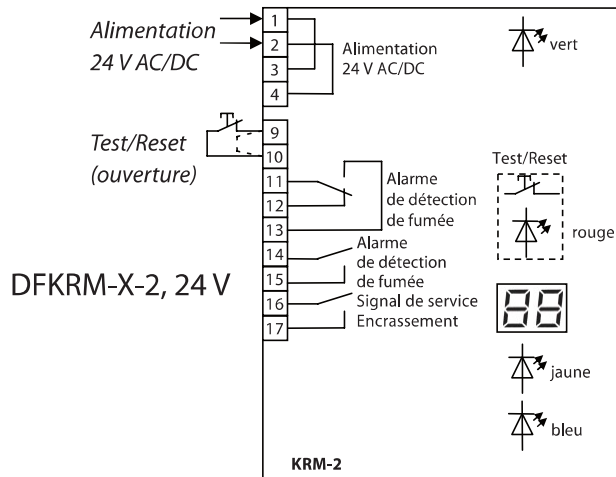 Alimentation
24 V AC/DC
1
2
3
4
Alimentation
24 V AC/DC
vert
Test/Reset
(ouverture)
9
10
11
12
13
14
15
16
17
Alarme
de détection
de fumée
Alarme
de détection
de fumée
Signal de service
Encrassement
Test/Reset
rouge
88
jaune
bleu
DFKRM-X-2, 24 V
KRM-2